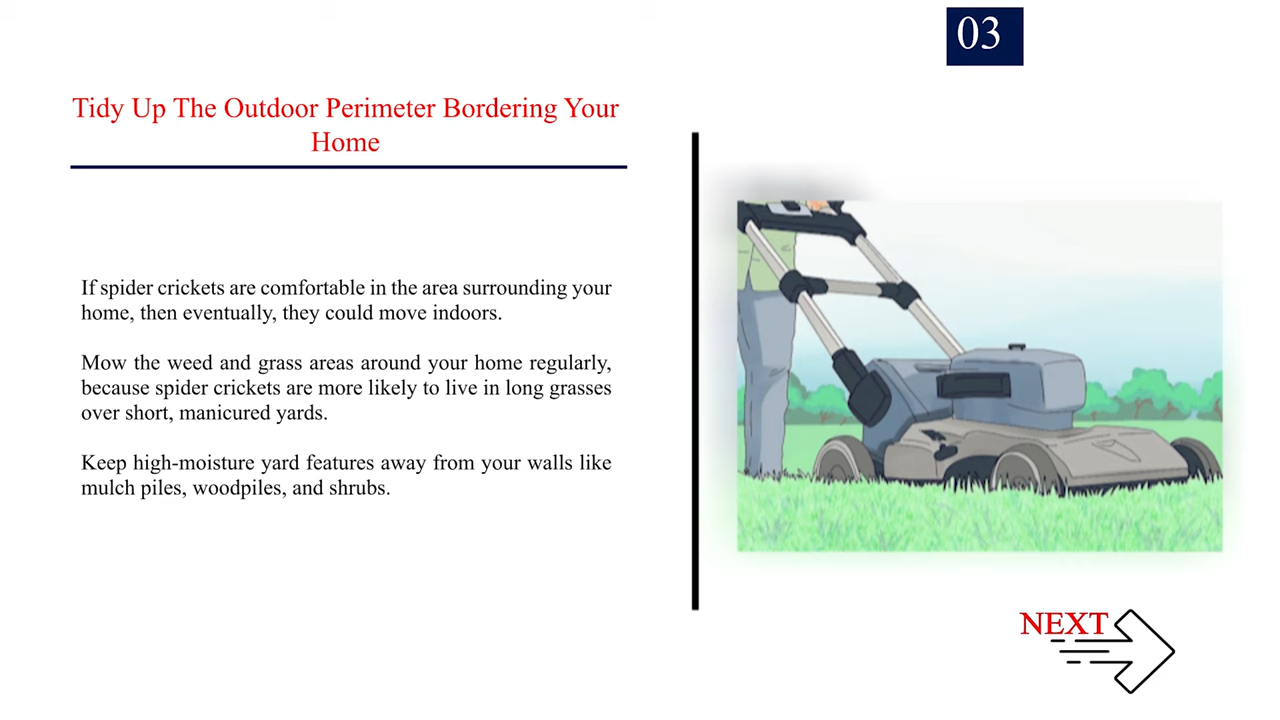 03
Tidy Up The Outdoor Perimeter Bordering Your
Home
If spider crickets are comfortable in the area surrounding your
home, then eventually, they could move indoors.
Mow the weed and grass areas around your home regularly,
because spider crickets are more likely to live in long grasses
over short, manicured yards.
Keep high-moisture yard features away from your walls like
mulch piles, woodpiles, and shrubs.
NEXT